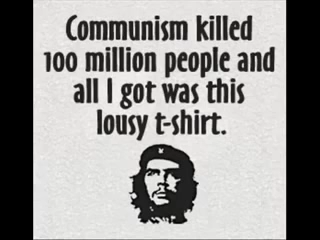 Communism killed
100 million people and
all I got was this
lousy t-shirt.